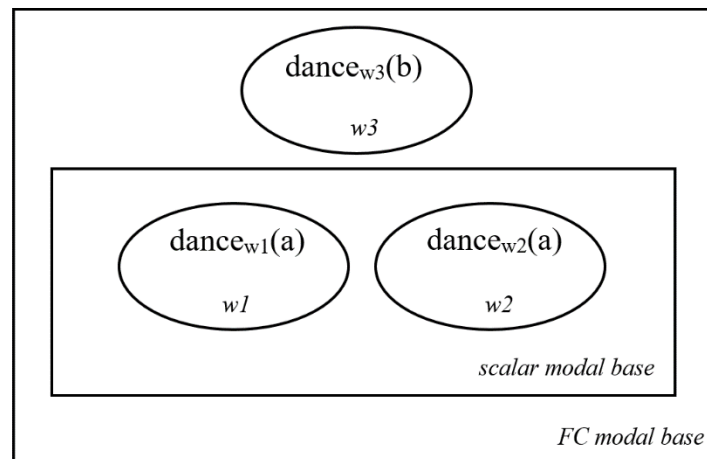 dance_w3(b)
w3
dance_w1(a) dance_w2(a)
w1 w2
scalar modal base
FC modal base